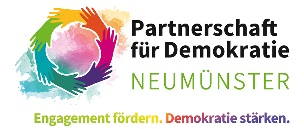 Partnerschaft
für Demokratie
NEUMÜNSTER
Engagement fördern. Demokratie stärken.